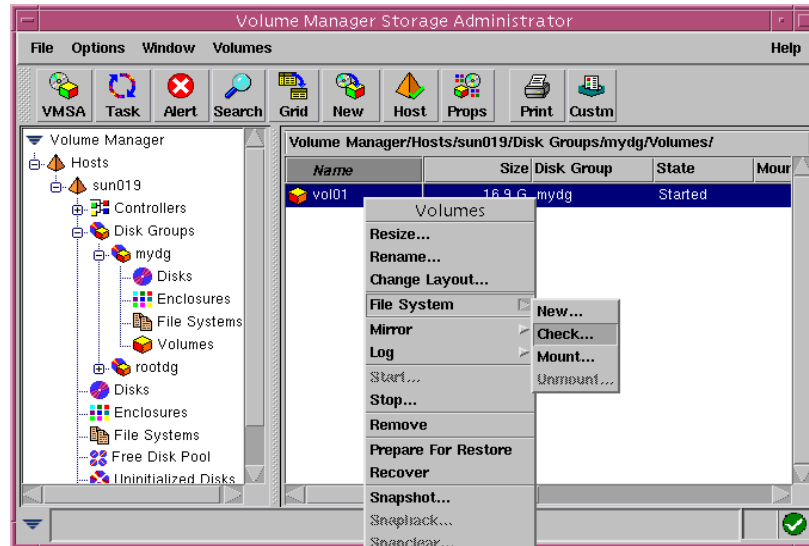 Volume Manager Storage Administrator
File Options Window Volumes Help
VMSA Task Alert Search Grid New Host Props Print Custm
Volume Manager
Hosts
sun019
Controllers
Disk Groups
mydg
Disks
Enclosures
File Systems
Volumes
rootdg
Disks
Enclosures
File Systems
Free Disk Pool
Uninitialized Disks
Volume Manager/Hosts/sun019/Disk Groups/mydg/Volumes/
Name Size Disk Group State Moun
vol01 16.9 G mydg Started
Volumes
Resize...
Rename...
Change Layout...
File System
Mirror
Log
Start...
Stop...
Remove
Prepare For Restore
Recover
Snapshot...
Snapback...
Snapclear...
New...
Check...
Mount...
Unmount...